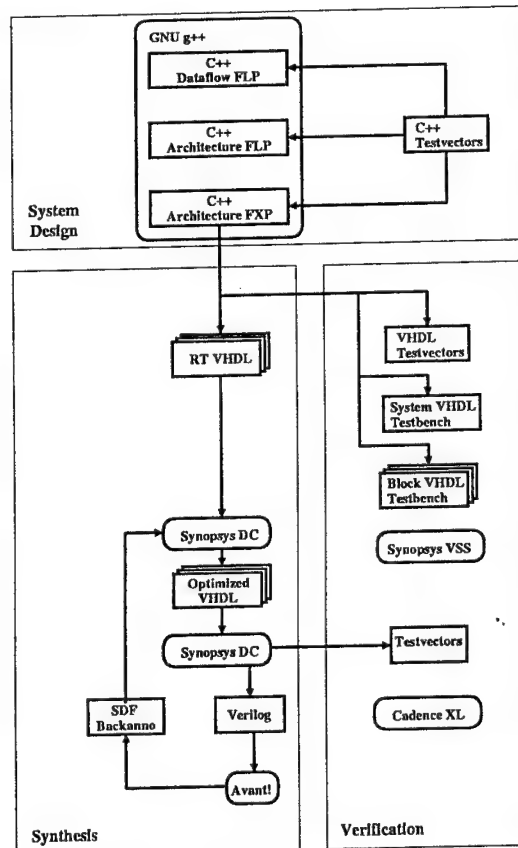 GNU g++
C++
Dataflow FLP
C++
Architecture FLP
C++
Testvectors
C++
Architecture FXP
System
Design
RT VHDL
VHDL
Testvectors
System VHDL
Testbench
Block VHDL
Testbench
Synopsys DC
Synopsys VSS
Optimized
VHDL
Synopsys DC
Testvectors
SDF
Backanno
Verilog
Cadence XL
Avant!
Synthesis
Verification